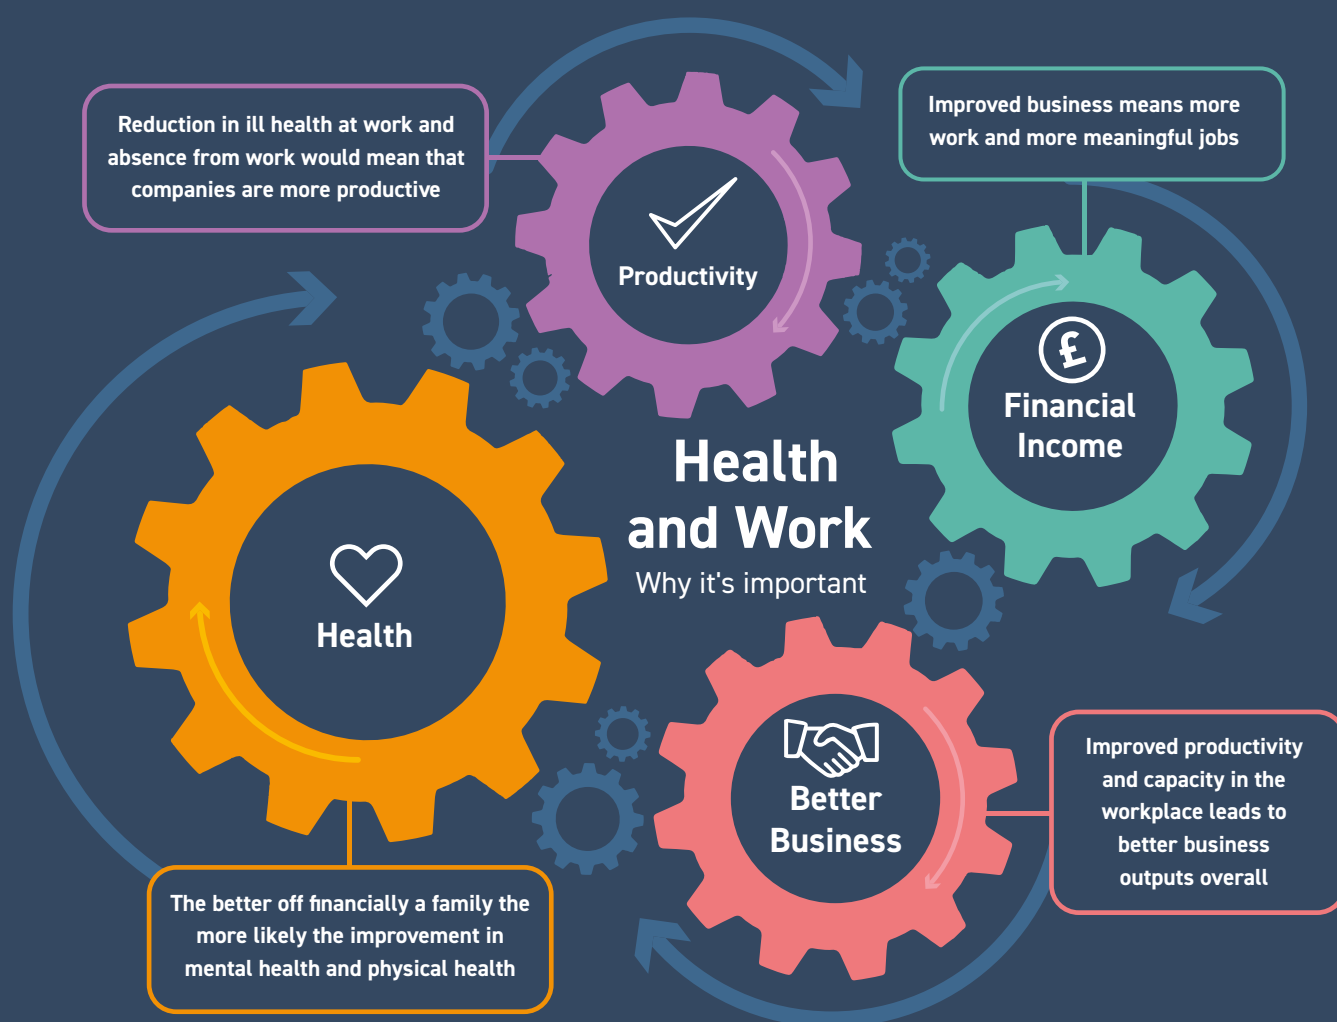 Reduction in ill health at work and
absence from work would mean that
companies are more productive
Productivity
Improved business means more
work and more meaningful jobs
£
Financial
Income
Health
and Work
Why it's important
Health
Better
Business
Improved productivity
and capacity in the
workplace leads to
better business
outputs overall
The better off financially a family the
more likely the improvement in
mental health and physical health